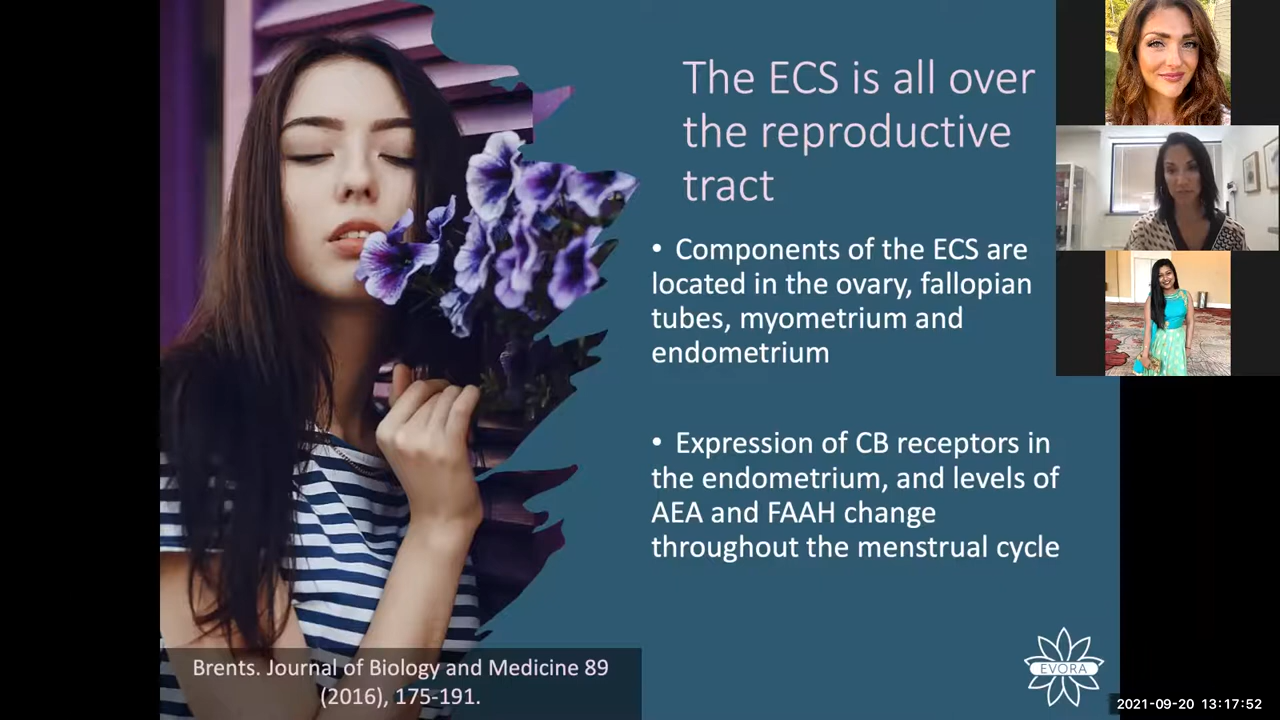 The ECS is all over
the reproductive
tract
• Components of the ECS are
located in the ovary, fallopian
tubes, myometrium and
endometrium
• Expression of CB receptors in
the endometrium, and levels of
AEA and FAAH change
throughout the menstrual cycle
Brents. Journal of Biology and Medicine 89
(2016), 175-191.
EVORA
2021-09-20 13:17:52